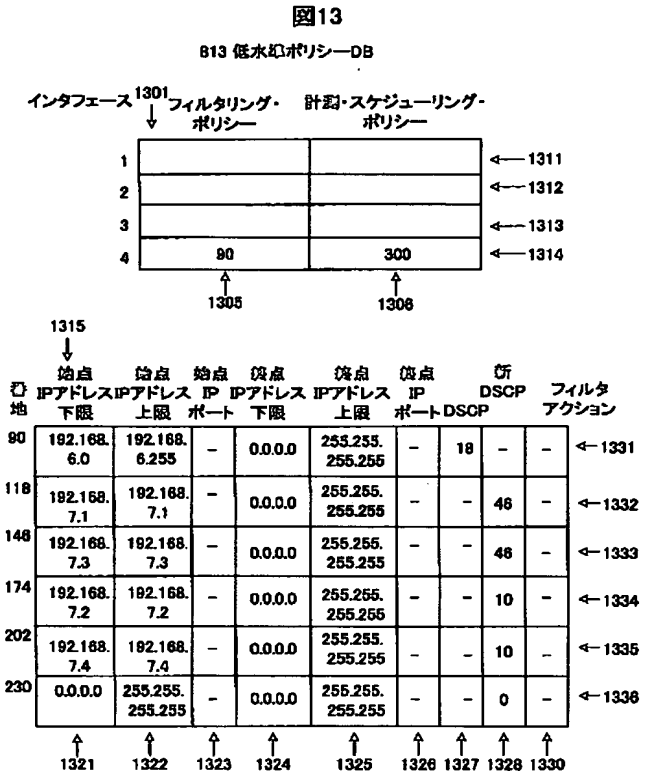 図13
813 低水準ポリシーDB
インタフェース 1301 フィルタリング・ 計測・スケジューリング・
ポリシー ポリシー
1 ← 1311
2 ← 1312
3 ← 1313
4 90 300 ← 1314
1305 1306
1315
始点 始点 始点 終点 終点 終点 新
番 IPアドレス IPアドレス IP IPアドレス IPアドレス IP DSCP フィルタ
地 下限 上限 ポート 下限 上限 ポート DSCP アクション
90 192.168. 192.168. – 0.0.0.0 255.255. – 18 – – ← 1331
6.0 6.255 255.255
118 192.168. 192.168. – 0.0.0.0 255.255. – – 46 – ← 1332
7.1 7.1 255.255
146 192.168. 192.168. – 0.0.0.0 255.255. – – 46 – ← 1333
7.3 7.3 255.255
174 192.168. 192.168. – 0.0.0.0 255.255. – – 10 – ← 1334
7.2 7.2 255.255
202 192.168. 192.168. – 0.0.0.0 255.255. – – 10 – ← 1335
7.4 7.4 255.255
230 0.0.0.0 255.255. – 0.0.0.0 255.255. – – 0 – ← 1336
255.255 255.255
1321 1322 1323 1324 1325 1326 1327 1328 1330